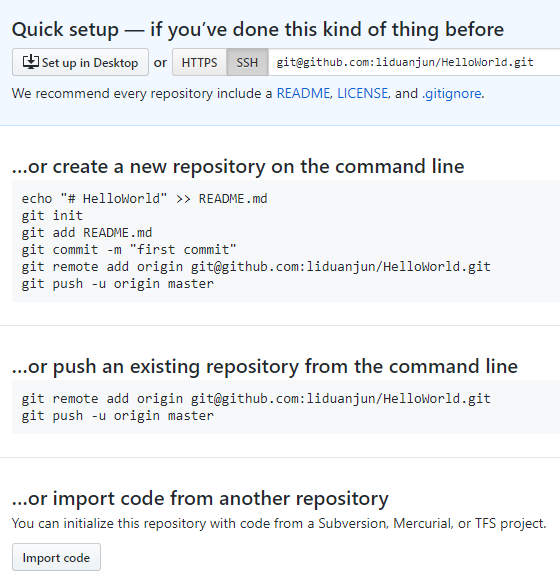 Quick setup — if you’ve done this kind of thing before
Set up in Desktop or HTTPS SSH git@github.com:liduanjun/HelloWorld.git
We recommend every repository include a README, LICENSE, and .gitignore.
…or create a new repository on the command line
echo "# HelloWorld" >> README.md
git init
git add README.md
git commit -m "first commit"
git remote add origin git@github.com:liduanjun/HelloWorld.git
git push -u origin master
…or push an existing repository from the command line
git remote add origin git@github.com:liduanjun/HelloWorld.git
git push -u origin master
…or import code from another repository
You can initialize this repository with code from a Subversion, Mercurial, or TFS project.
Import code